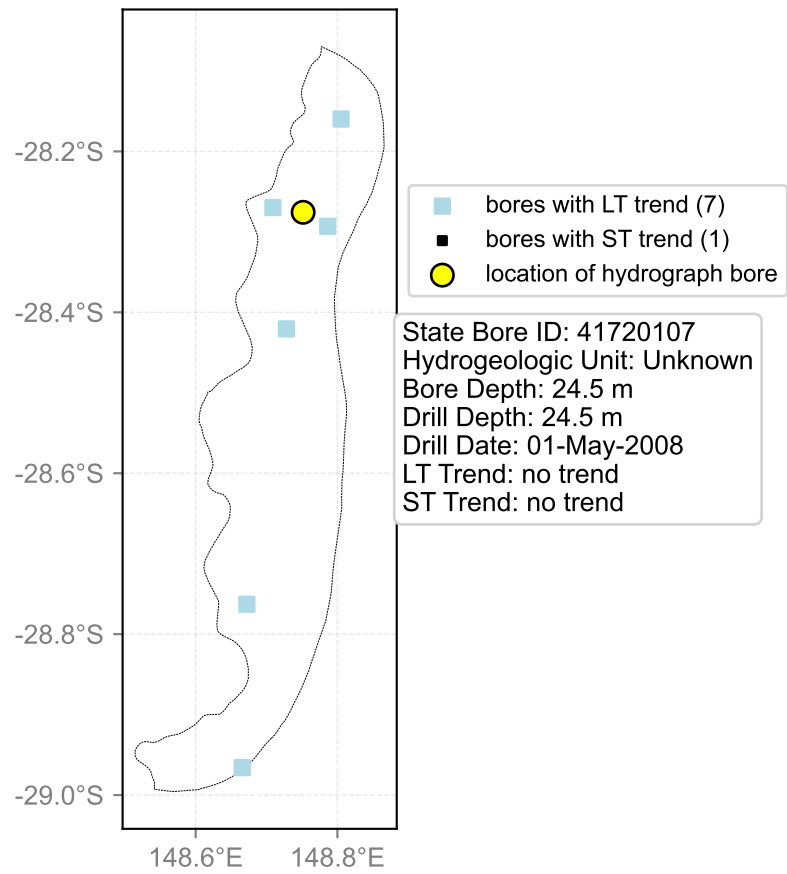 -28.2°S
-28.4°S
-28.6°S
-28.8°S
-29.0°S
148.6°E
148.8°E
bores with LT trend (7)
bores with ST trend (1)
location of hydrograph bore
State Bore ID: 41720107
Hydrogeologic Unit: Unknown
Bore Depth: 24.5 m
Drill Depth: 24.5 m
Drill Date: 01-May-2008
LT Trend: no trend
ST Trend: no trend